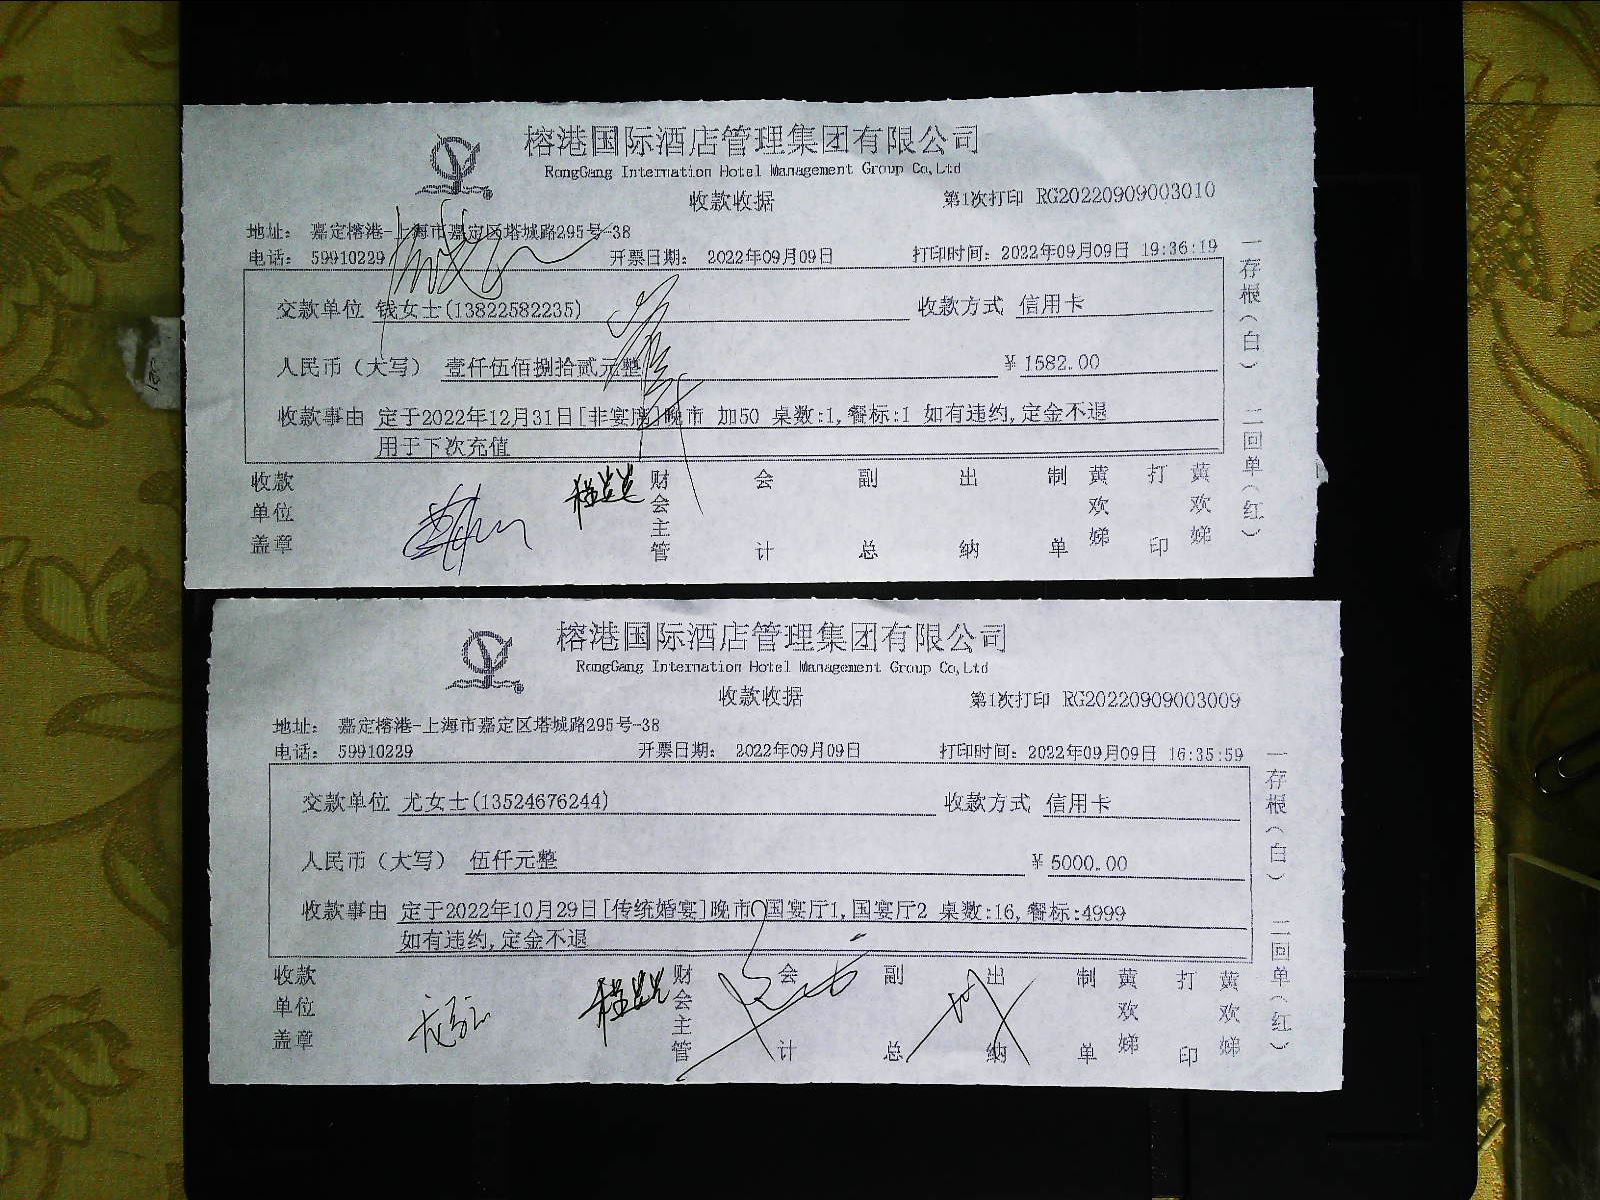 榕港国际酒店管理集团有限公司
RongGang Internation Hotel Management Group Co,Ltd
收款收据
第1次打印 RG20220909003010
地址： 嘉定榕港-上海市嘉定区塔城路295号-38
电话： 59910229 开票日期： 2022年09月09日 打印时间：2022年09月09日 19:36:19
交款单位 钱女士(13822582235) 收款方式 信用卡
人民币（大写） 壹仟伍佰捌拾贰元整 ￥1582.00
收款事由 定于2022年12月31日[非宴席]晚市 加50 桌数:1,餐标:1 如有违约,定金不退
用于下次充值
收款单位盖章 财会主管 会计 副总 出纳 制单 黄欢娣 打印 黄欢娣
一存根（白） 二回单（红）
榕港国际酒店管理集团有限公司
RongGang Internation Hotel Management Group Co,Ltd
收款收据
第1次打印 RG20220909003009
地址： 嘉定榕港-上海市嘉定区塔城路295号-38
电话： 59910229 开票日期： 2022年09月09日 打印时间：2022年09月09日 16:35:59
交款单位 尤女士(13524676244) 收款方式 信用卡
人民币（大写） 伍仟元整 ￥5000.00
收款事由 定于2022年10月29日[传统婚宴]晚市 国宴厅1,国宴厅2 桌数:16,餐标:4999
如有违约,定金不退
收款单位盖章 财会主管 会计 副总 出纳 制单 黄欢娣 打印 黄欢娣
一存根（白） 二回单（红）